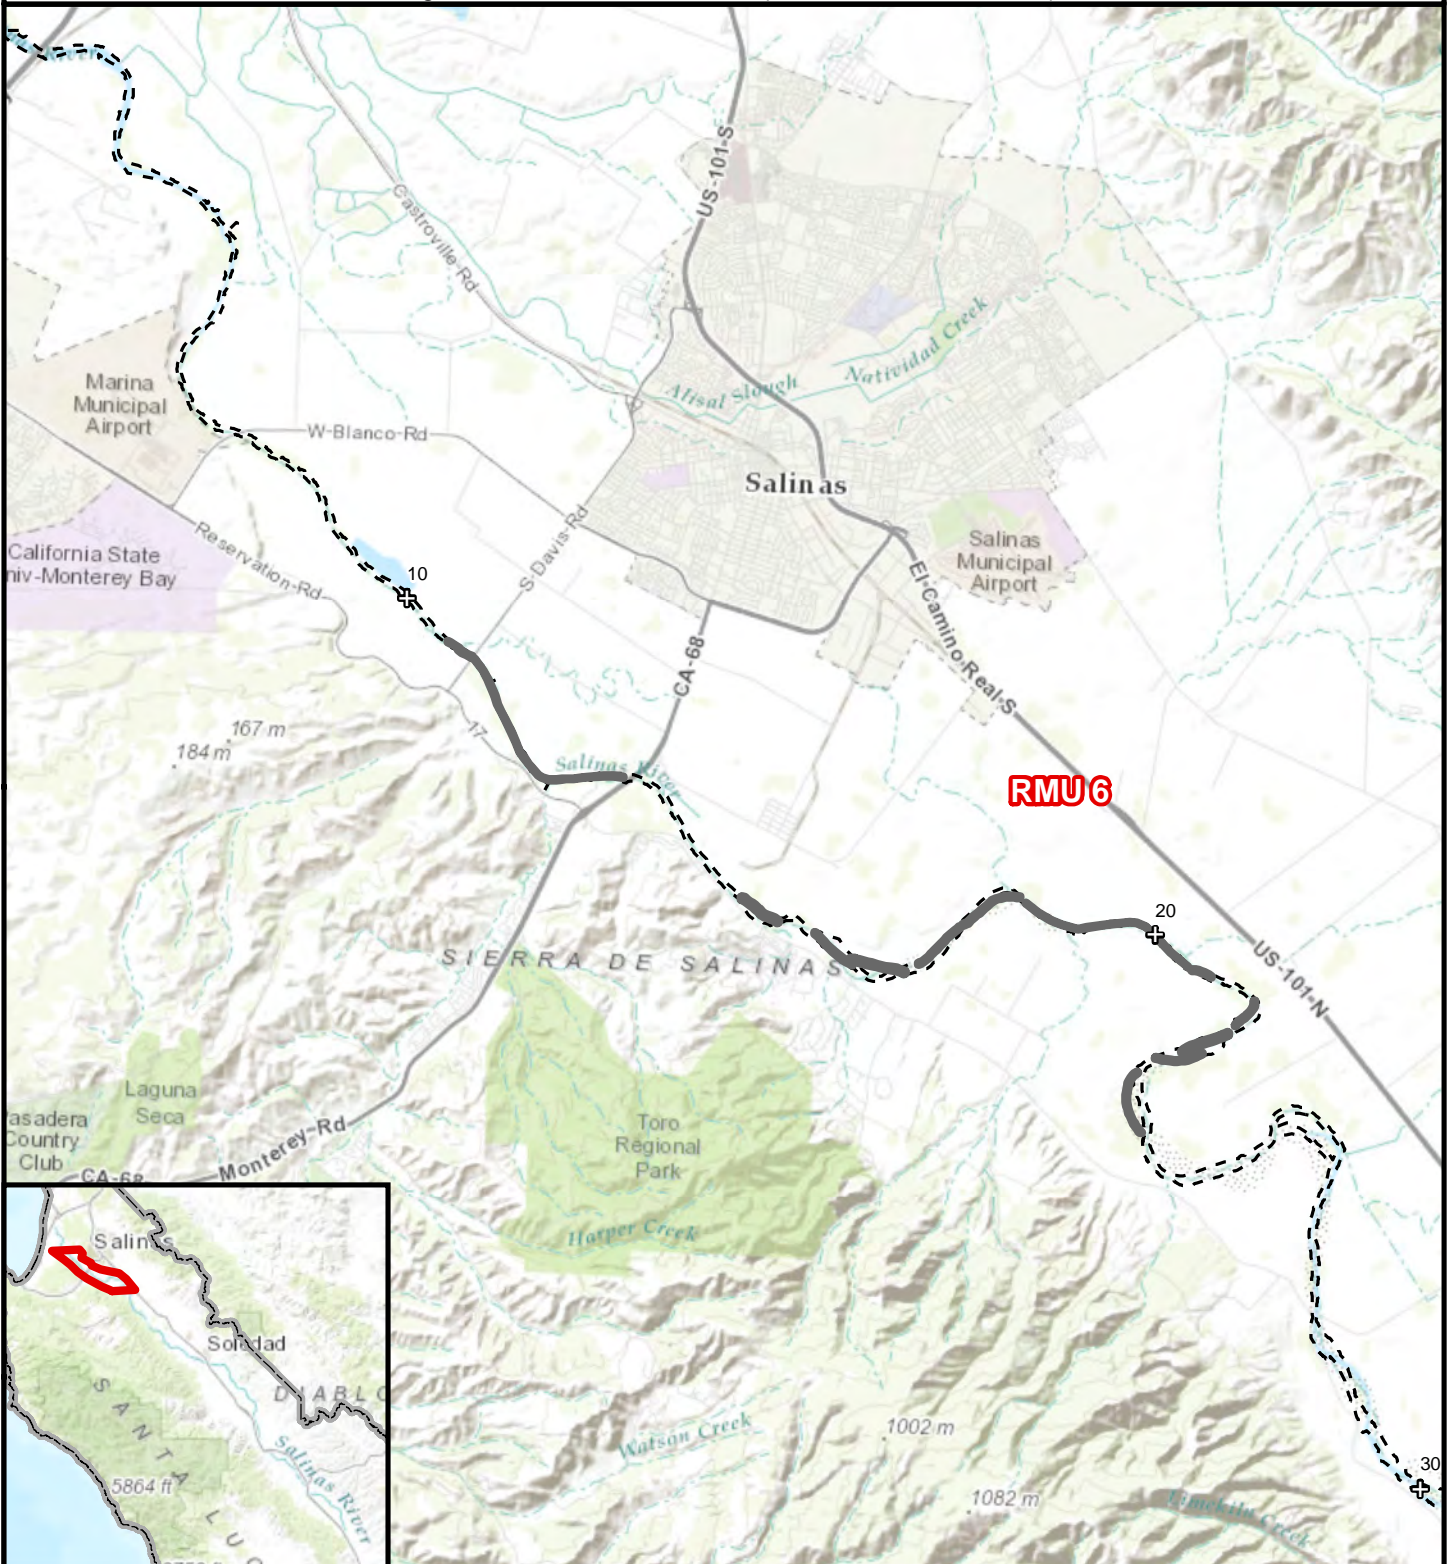 US-101-S
Castroville-Rd
Marina
Municipal
Airport
W-Blanco-Rd
Alisal Slough
Natividad Creek
Salinas
Salinas
Municipal
Airport
California State
niv-Monterey Bay
Reservation-Rd
S-Davis-Rd
10
El-Camino-Real-S
CA-68
167 m
184 m
17
Salinas River
RMU 6
20
US-101-N
SIERRA DE SALINAS
Laguna
Seca
asadera
Country
Club
Toro
Regional
Park
Monterey-Rd
CA-68
Harper Creek
Salinas
Soledad
DIABLO
SANTA LUC
Salinas River
5864 ft
Watson Creek
1002 m
1082 m
Limekiln Creek
30